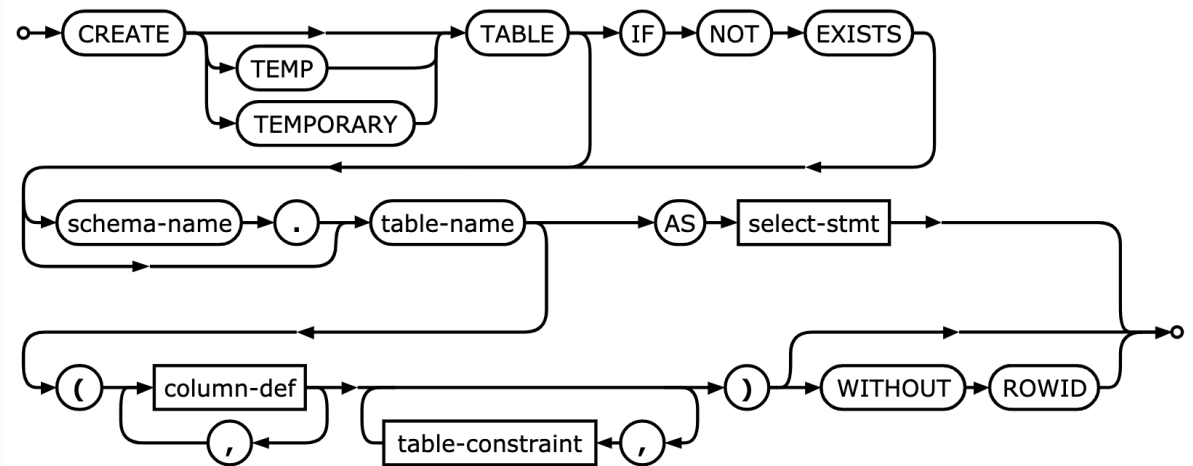 CREATE TABLE IF NOT EXISTS
TEMP
TEMPORARY
schema-name . table-name AS select-stmt
( column-def ) WITHOUT ROWID
, table-constraint ,